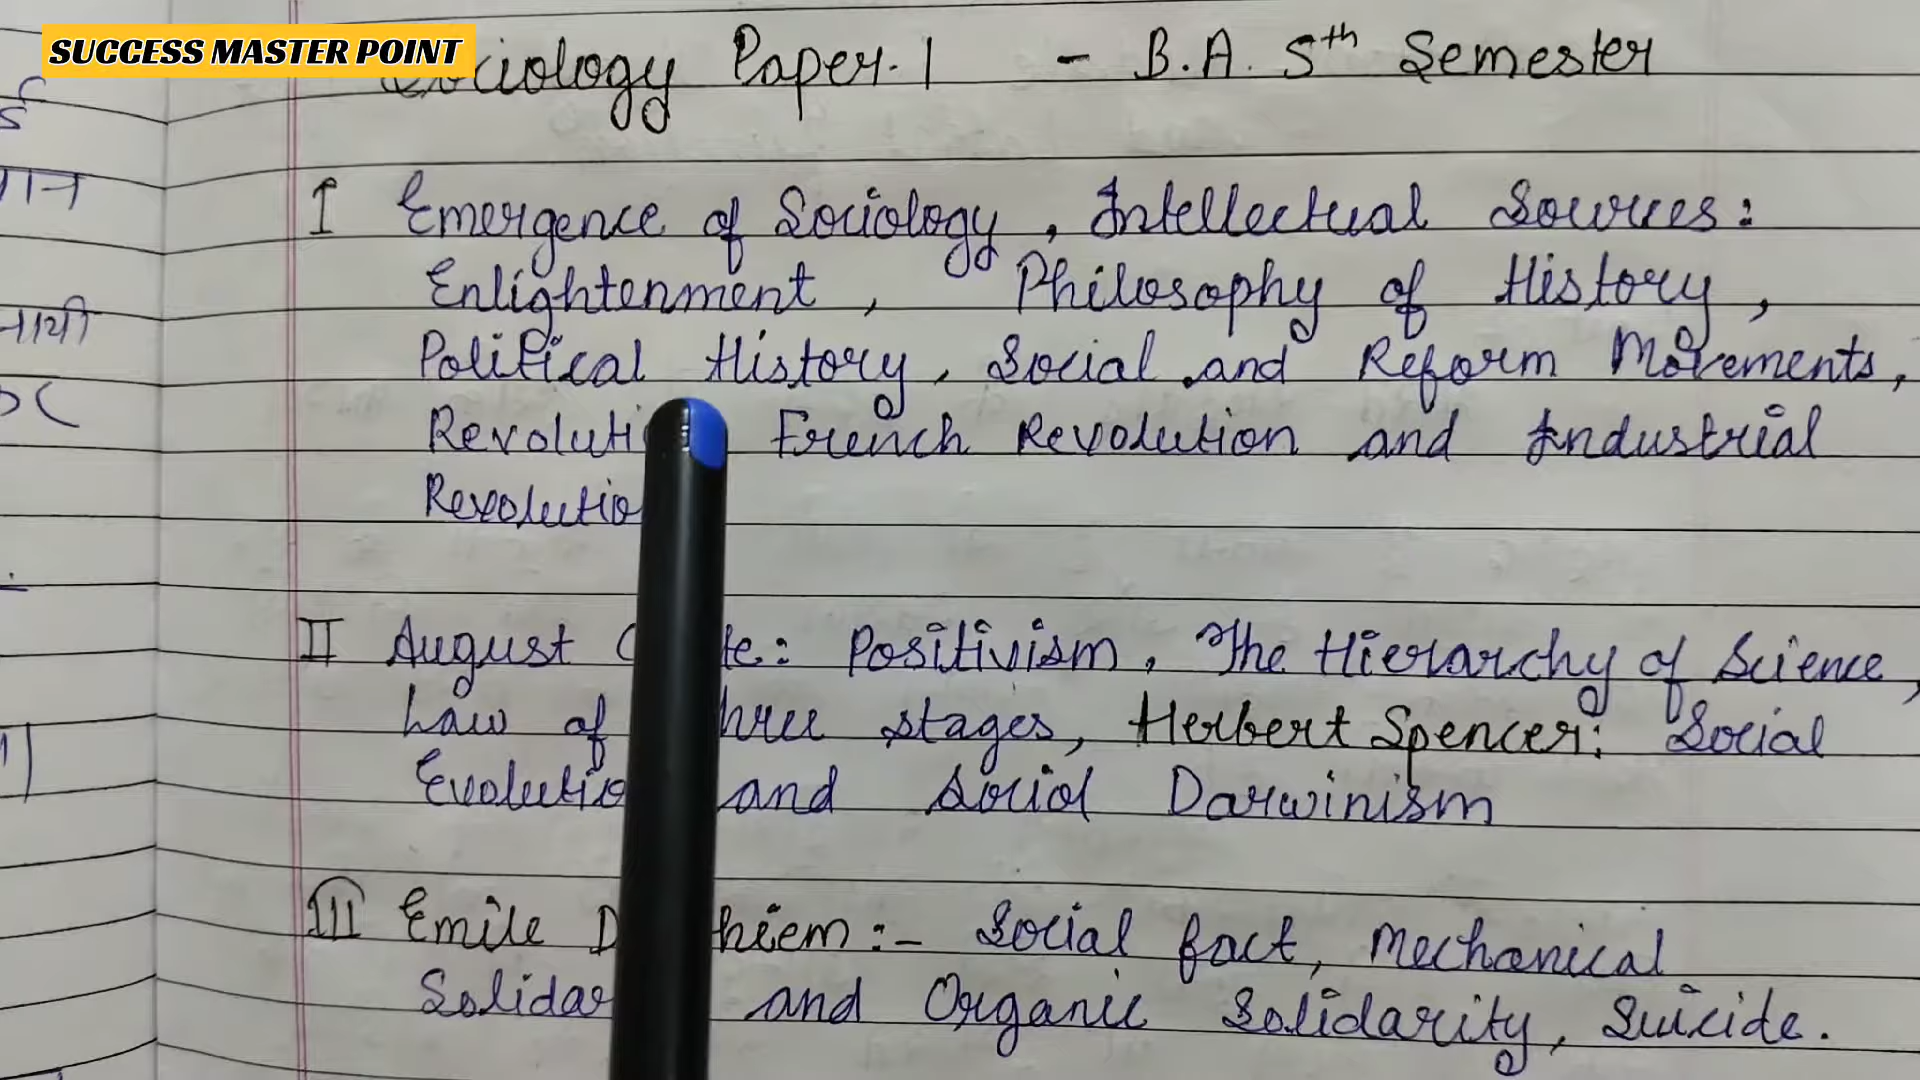 SUCCESS MASTER POINT
Sociology Paper-1 - B.A. 5th Semester
I Emergence of Sociology, Intellectual Sources:
Enlightenment, Philosophy of History,
Political History, Social and Reform Movements,
French Revolution and Industrial
II August : Positivism, The Hierarchy of Science,
Law of stages, Herbert Spencer: Social
and Social Darwinism
III Emile :- Social fact, Mechanical
and Organic Solidarity, Suicide.